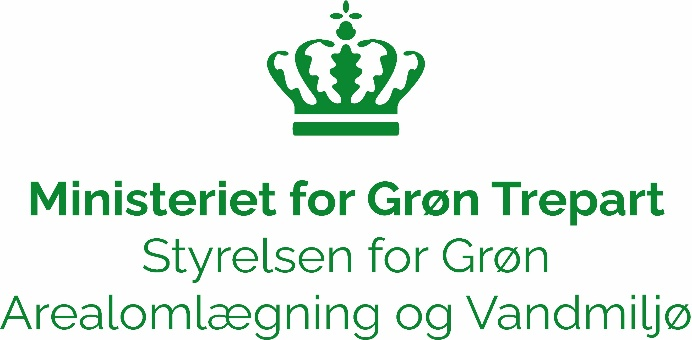 Ministeriet for Grøn Trepart
Styrelsen for Grøn
Arealomlægning og Vandmiljø